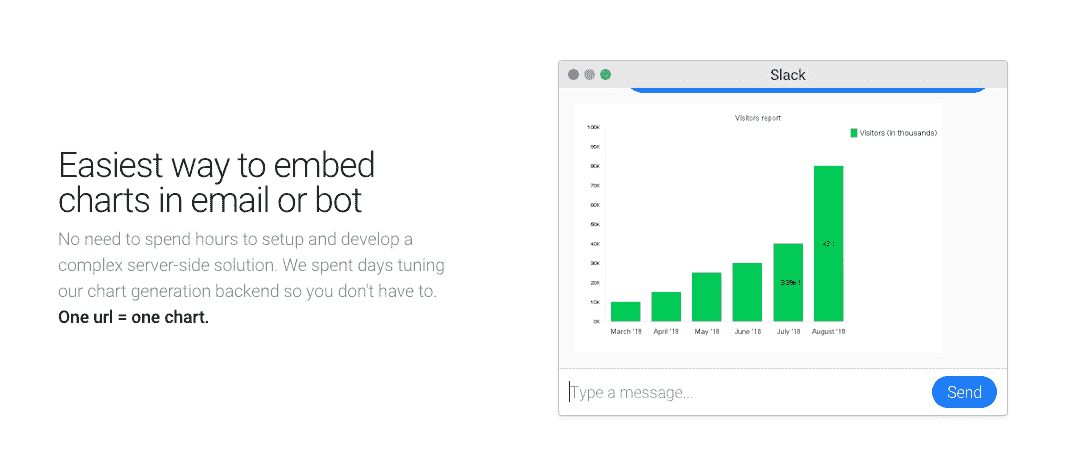 Easiest way to embed
charts in email or bot
No need to spend hours to setup and develop a
complex server-side solution. We spent days tuning
our chart generation backend so you don't have to.
One url = one chart.
Slack
Visitors report
Visitors (in thousands)
100K
90K
80K
70K
60K
50K
40K
30K
20K
10K
0K
33% !
x2 !
March '18 April '18 May '18 June '18 July '18 August '18
Type a message...
Send